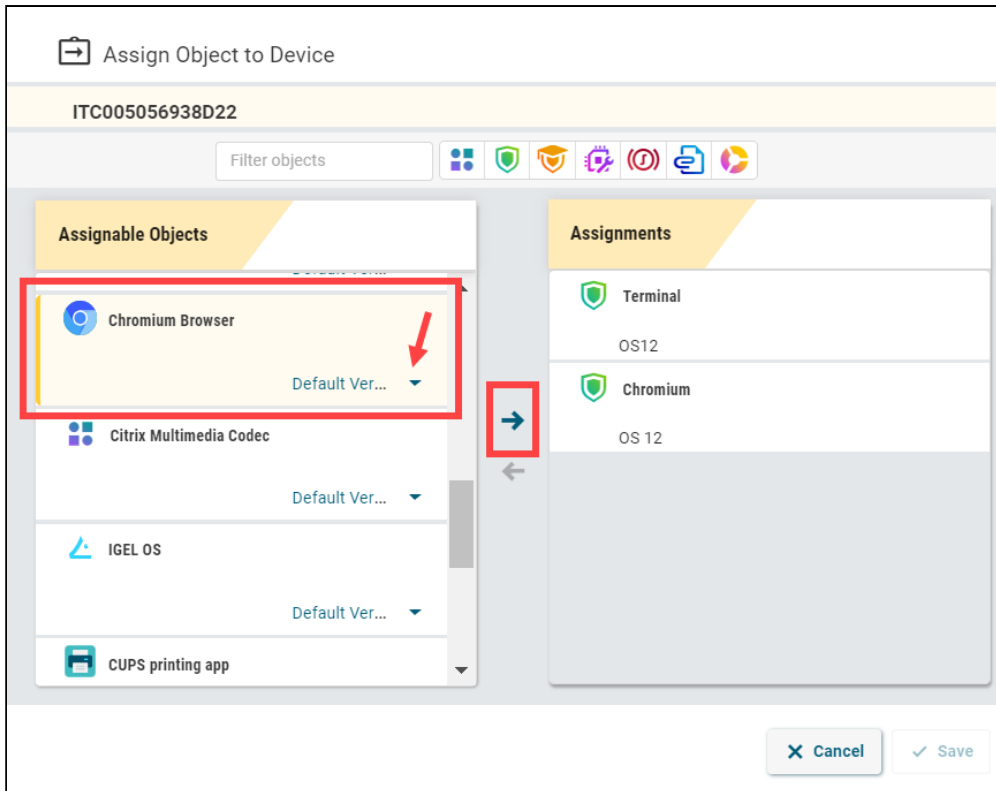 Assign Object to Device
ITC005056938D22
Filter objects
Assignable Objects
Chromium Browser
Default Ver...
Citrix Multimedia Codec
Default Ver...
IGEL OS
Default Ver...
CUPS printing app
Assignments
Terminal
OS12
Chromium
OS 12
Cancel
Save